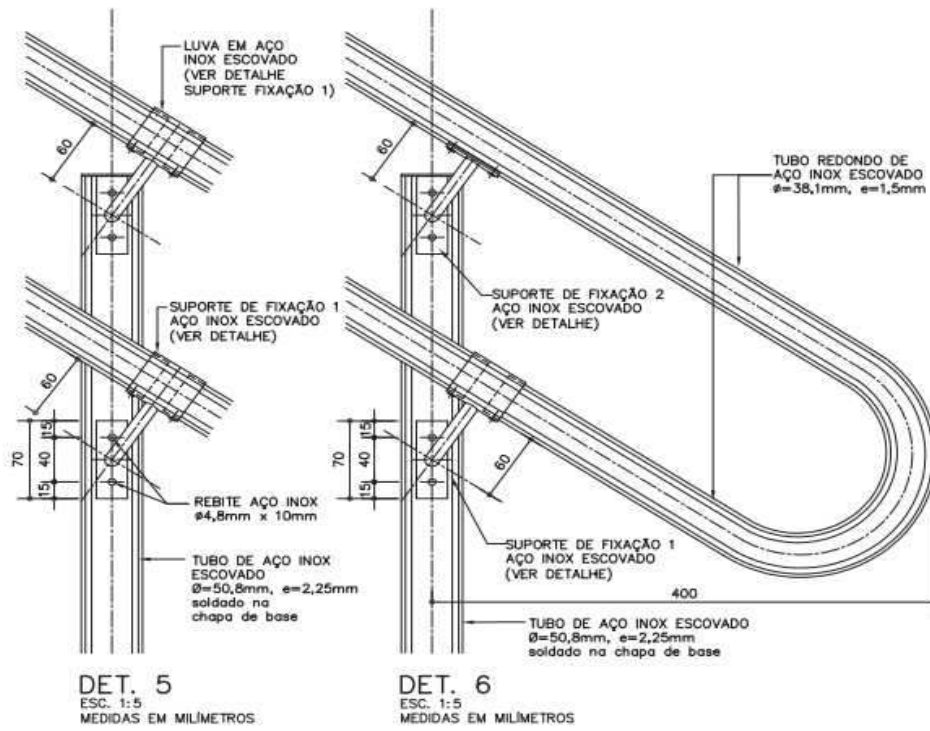 LUVA EM AÇO
INOX ESCOVADO
(VER DETALHE
SUPORTE FIXAÇÃO 1)
60
60
TUBO REDONDO DE
AÇO INOX ESCOVADO
ø=38,1mm, e=1,5mm
SUPORTE DE FIXAÇÃO 1
AÇO INOX ESCOVADO
(VER DETALHE)
SUPORTE DE FIXAÇÃO 2
AÇO INOX ESCOVADO
(VER DETALHE)
60
70
15
40
15
70
15
40
15
60
REBITE AÇO INOX
ø4,8mm x 10mm
SUPORTE DE FIXAÇÃO 1
AÇO INOX ESCOVADO
(VER DETALHE)
TUBO DE AÇO INOX
ESCOVADO
Ø=50,8mm, e=2,25mm
soldado na
chapa de base
400
TUBO DE AÇO INOX ESCOVADO
Ø=50,8mm, e=2,25mm
soldado na chapa de base
DET. 5
ESC. 1:5
MEDIDAS EM MILÍMETROS
DET. 6
ESC. 1:5
MEDIDAS EM MILÍMETROS